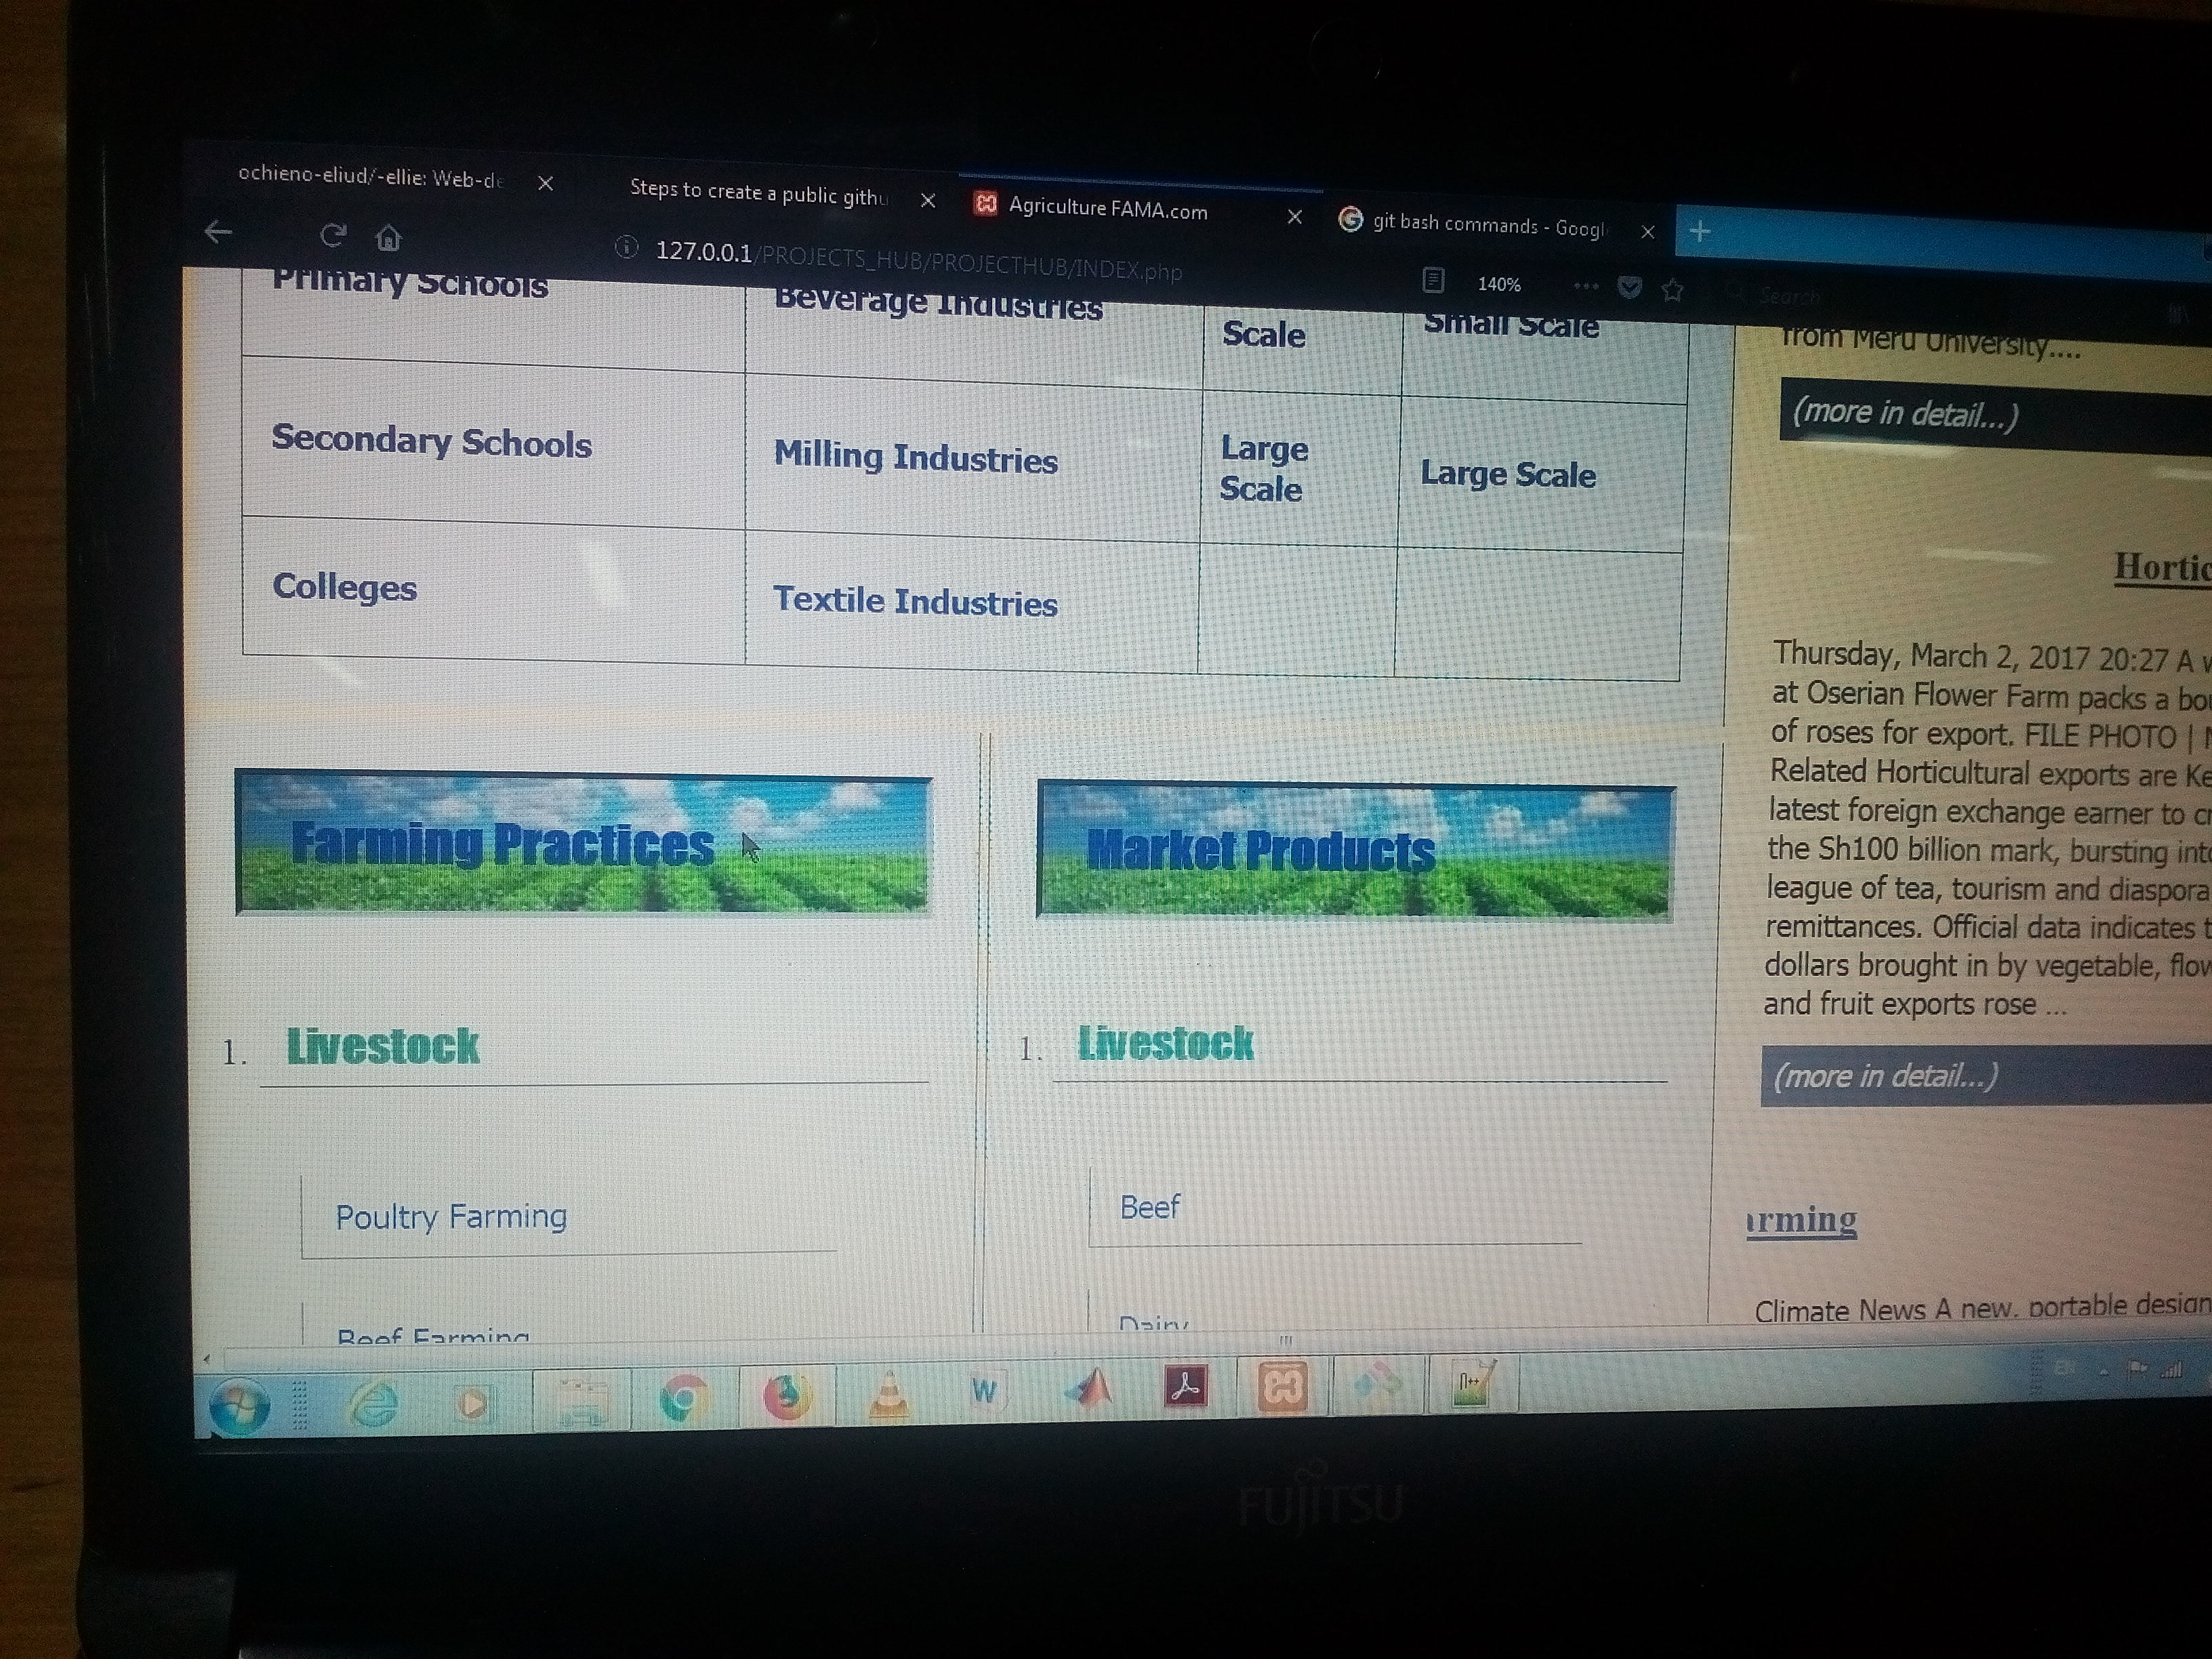 ochieno-eliud/-ellie: Web-de
Steps to create a public githu
Agriculture FAMA.com
git bash commands - Googl
127.0.0.1/PROJECTS_HUB/PROJECTHUB/INDEX.php
140%
Search
Primary Schools
Beverage Industries
Scale
Small Scale
Secondary Schools
Milling Industries
Large
Scale
Large Scale
Colleges
Textile Industries
Farming Practices
Market Products
1. Livestock
1. Livestock
Poultry Farming
Beef
Beef Farming
Dairy
from Meru University....
(more in detail...)
Hortic
Thursday, March 2, 2017 20:27 A w
at Oserian Flower Farm packs a bou
of roses for export. FILE PHOTO |
Related Horticultural exports are Ke
latest foreign exchange earner to cr
the Sh100 billion mark, bursting into
league of tea, tourism and diaspora
remittances. Official data indicates t
dollars brought in by vegetable, flow
and fruit exports rose ...
(more in detail...)
arming
Climate News A new, portable design
W
n++
EN
FUJITSU